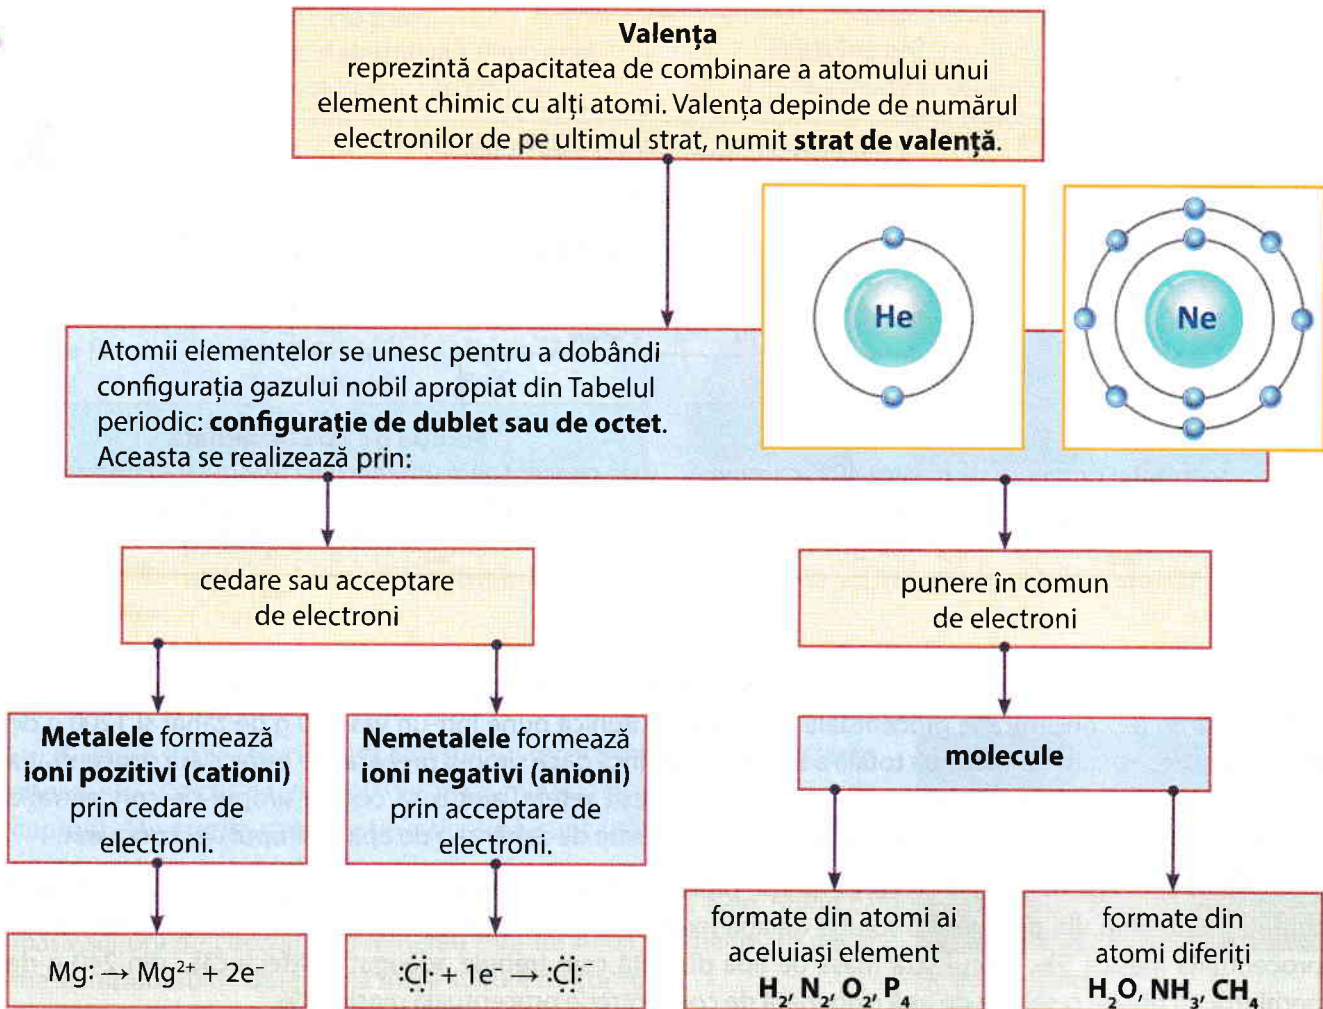 Valența
reprezintă capacitatea de combinare a atomului unui
element chimic cu alți atomi. Valența depinde de numărul
electronilor de pe ultimul strat, numit strat de valență.
He
Ne
Atomii elementelor se unesc pentru a dobândi
configurația gazului nobil apropiat din Tabelul
periodic: configurație de dublet sau de octet.
Aceasta se realizează prin:
cedare sau acceptare
de electroni
punere în comun
de electroni
Metalele formează
ioni pozitivi (cationi)
prin cedare de
electroni.
Nemetalele formează
ioni negativi (anioni)
prin acceptare de
electroni.
molecule
Mg: → Mg²⁺ + 2e⁻
:C̈l̤· + 1e⁻ → :C̈l̤:⁻
formate din atomi ai
aceluiași element
H₂, N₂, O₂, P₄
formate din
atomi diferiți
H₂O, NH₃, CH₄